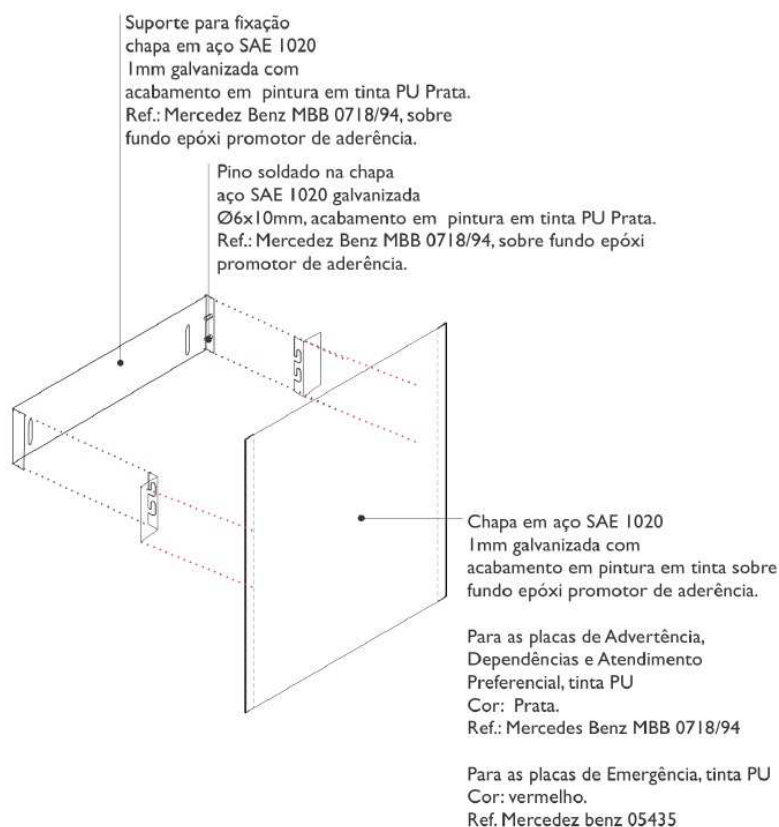 Suporte para fixação
chapa em aço SAE 1020
1mm galvanizada com
acabamento em pintura em tinta PU Prata.
Ref.: Mercedez Benz MBB 0718/94, sobre
fundo epóxi promotor de aderência.
Pino soldado na chapa
aço SAE 1020 galvanizada
Ø6x10mm, acabamento em pintura em tinta PU Prata.
Ref.: Mercedez Benz MBB 0718/94, sobre fundo epóxi
promotor de aderência.
Chapa em aço SAE 1020
1mm galvanizada com
acabamento em pintura em tinta sobre
fundo epóxi promotor de aderência.
Para as placas de Advertência,
Dependências e Atendimento
Preferencial, tinta PU
Cor: Prata.
Ref.: Mercedes Benz MBB 0718/94
Para as placas de Emergência, tinta PU
Cor: vermelho.
Ref. Mercedez benz 05435